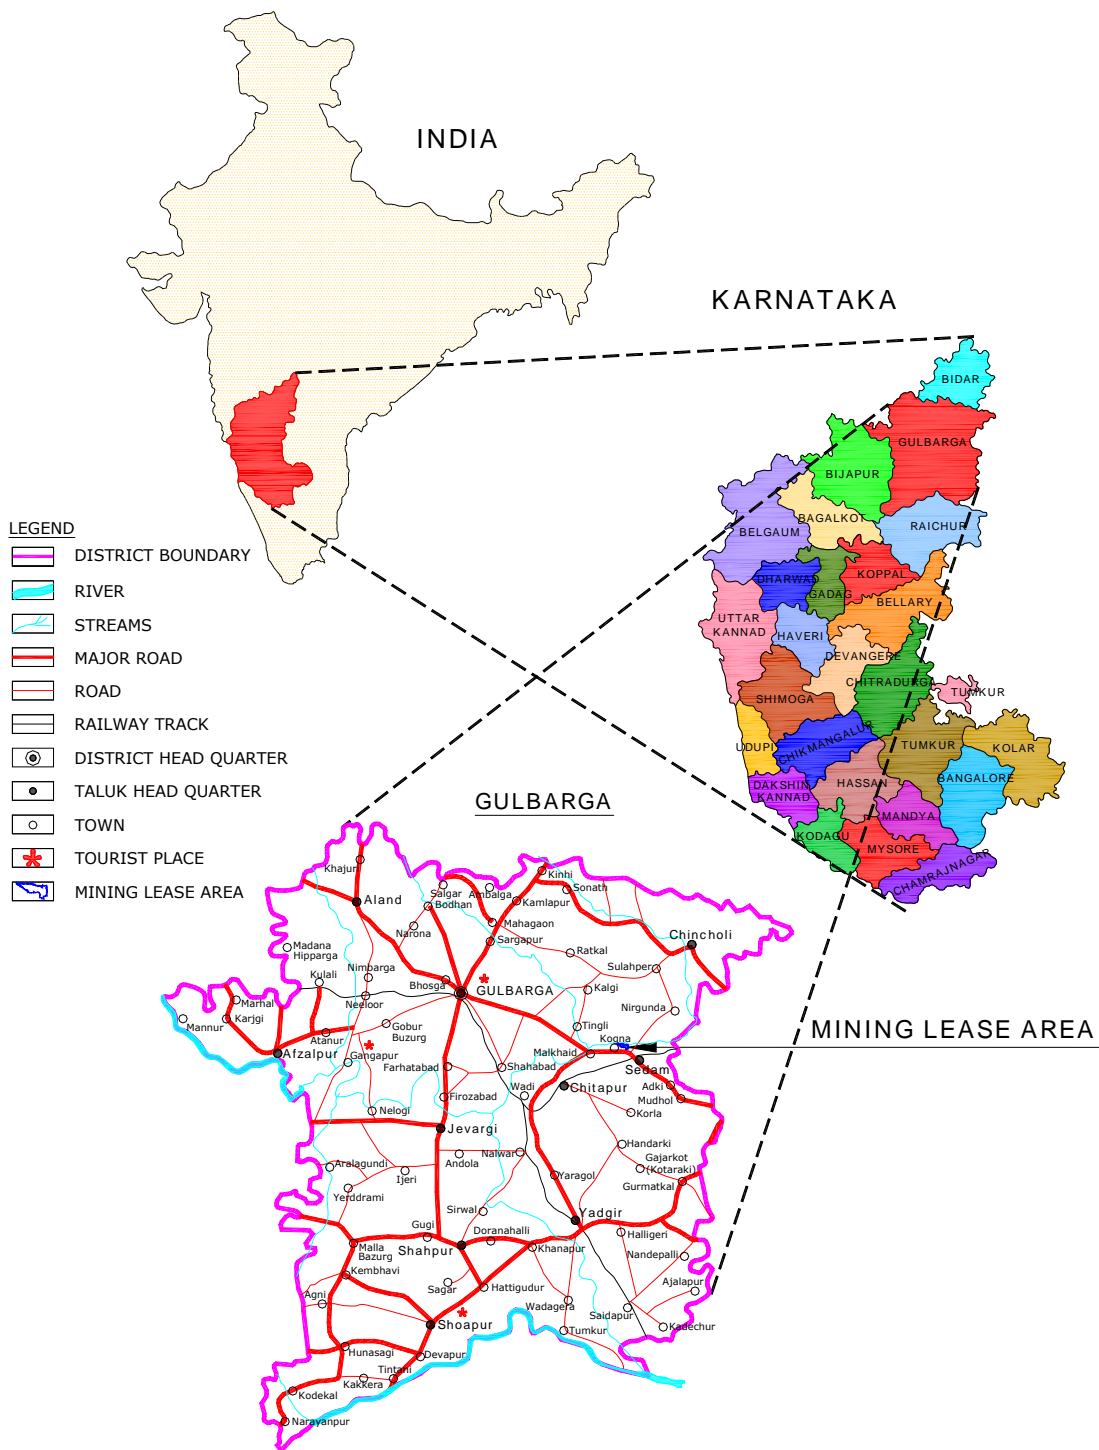 INDIA
KARNATAKA
BIDAR
GULBARGA
BIJAPUR
BAGALKOT
RAICHUR
BELGAUM
KOPPAL
DHARWAD
GADAG
BELLARY
UTTAR
KANNAD
HAVERI
DEVANGERE
CHITRADURGA
SHIMOGA
TUMKUR
UDUPI
CHIKMANGALUR
TUMKUR
KOLAR
BANGALORE
DAKSHIN
KANNAD
HASSAN
MANDYA
KODAGU
MYSORE
CHAMRAJNAGAR
LEGEND
DISTRICT BOUNDARY
RIVER
STREAMS
MAJOR ROAD
ROAD
RAILWAY TRACK
DISTRICT HEAD QUARTER
TALUK HEAD QUARTER
TOWN
TOURIST PLACE
MINING LEASE AREA
GULBARGA
Khajuri
Kinhi
Salgar
Ambalga
Sonath
Aland
Bodhan
Kamlapur
Narona
Mahagaon
Sargapur
Chincholi
Madana
Hipparga
Ratkal
Kulali
Nimbarga
Sulahper
Bhosga
GULBARGA
Kalgi
Marhal
Neeloor
Nirgunda
Mannur
Karjgi
Gobur
Buzurg
Tingli
Atanur
Kogna
MINING LEASE AREA
Afzalpur
Gangapur
Malkhaid
Farhatabad
Shahabad
Sedam
Wadi
Chitapur
Adki
Mudhol
Firozabad
Nelogi
Korla
Jevargi
Handarki
Nalwar
Andola
Gajarkot
(Kotaraki)
Aralagundi
Ijeri
Yaragol
Gurmatkal
Yerddrami
Sirwal
Yadgir
Gugi
Doranahalli
Halligeri
Shahpur
Khanapur
Malla
Bazurg
Nandepalli
Kembhavi
Sagar
Hattigudur
Ajalapur
Agni
Wadagera
Saidapur
Shoapur
Tumkur
Kadechur
Hunasagi
Devapur
Tintani
Kakkera
Kodekal
Narayanpur